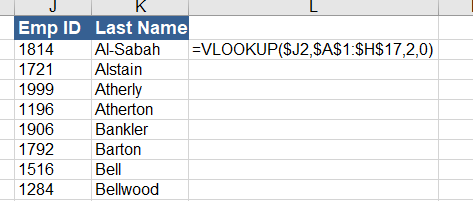 J K L
Emp ID Last Name
1814 Al-Sabah =VLOOKUP($J2,$A$1:$H$17,2,0)
1721 Alstain
1999 Atherly
1196 Atherton
1906 Bankler
1792 Barton
1516 Bell
1284 Bellwood